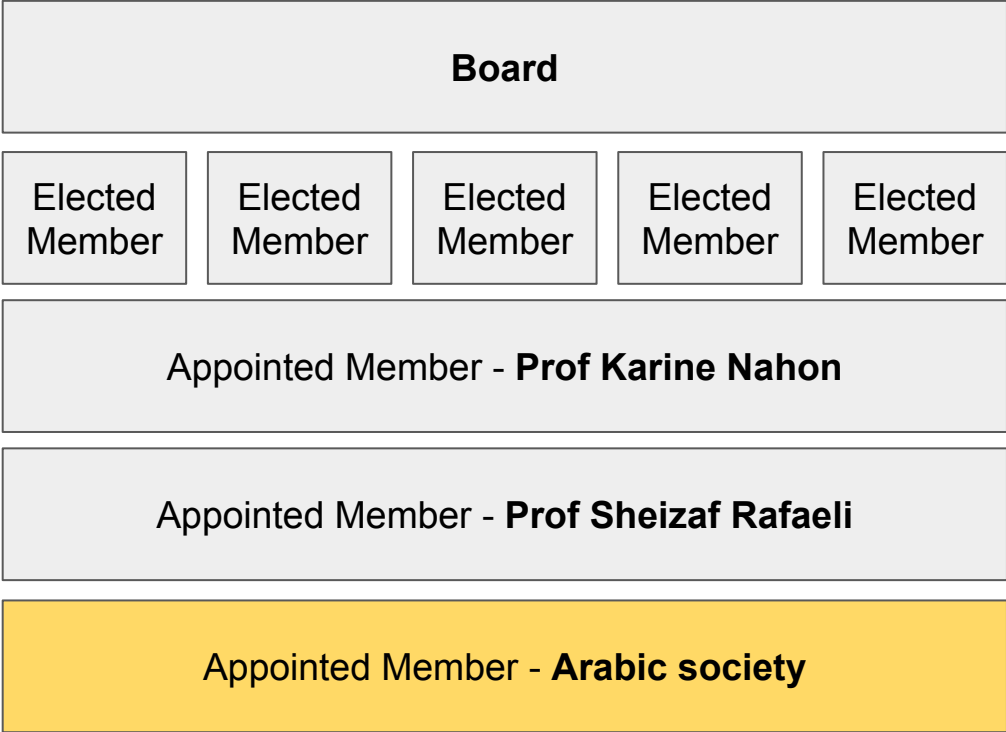 Board
Elected
Member
Elected
Member
Elected
Member
Elected
Member
Elected
Member
Appointed Member - Prof Karine Nahon
Appointed Member - Prof Sheizaf Rafaeli
Appointed Member - Arabic society